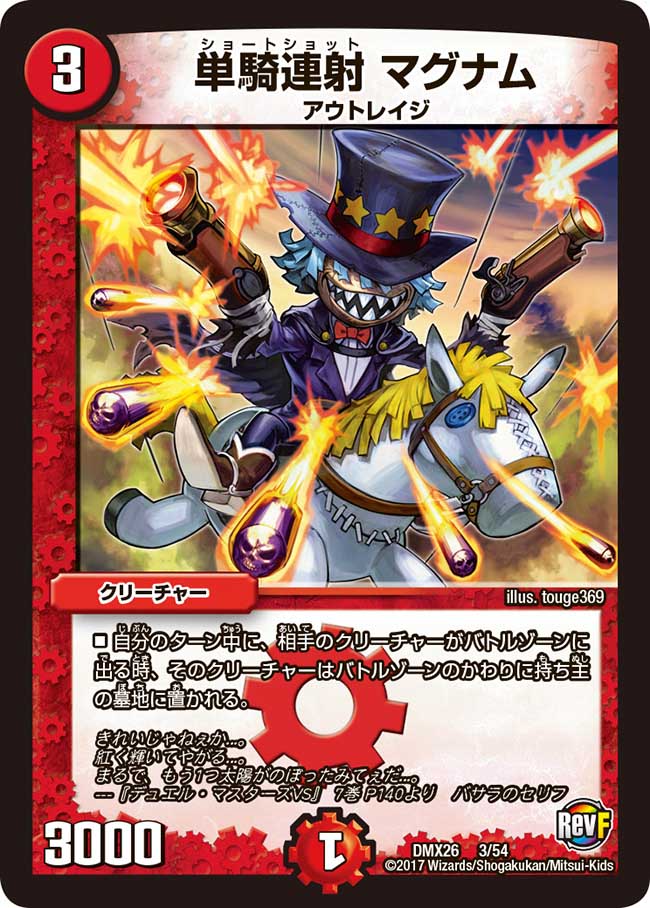 3
ショートショット
単騎連射 マグナム
アウトレイジ
クリーチャー
illus. touge369
■ 自分のターン中に、相手のクリーチャーがバトルゾーンに
出る時、そのクリーチャーはバトルゾーンのかわりに持ち主
の墓地に置かれる。
きれいじゃねぇか…。
紅く輝いてやがる…。
まるで、もう1つ太陽がのぼったみてぇだ…。
--- 『デュエル・マスターズVS』 7巻 P140より バサラのセリフ
RevF
3000
1
DMX26 3/54
©2017 Wizards/Shogakukan/Mitsui-Kids